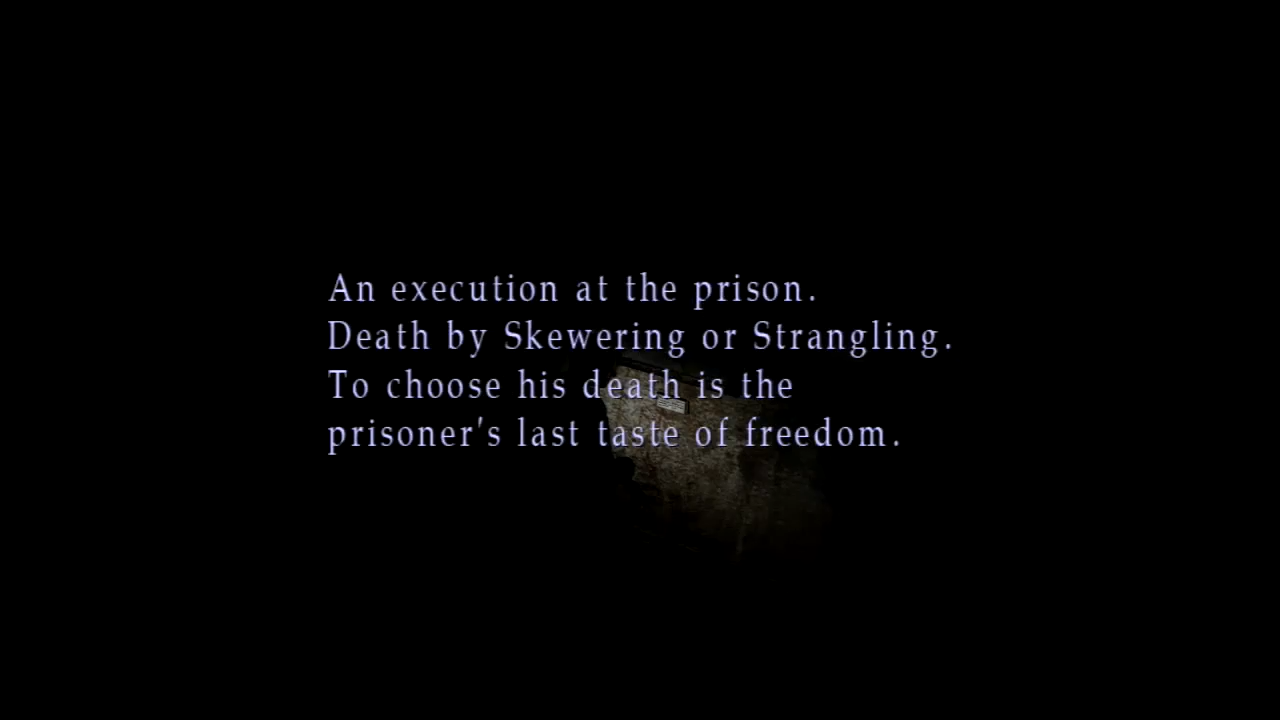 An execution at the prison.
Death by Skewering or Strangling.
To choose his death is the
prisoner's last taste of freedom.